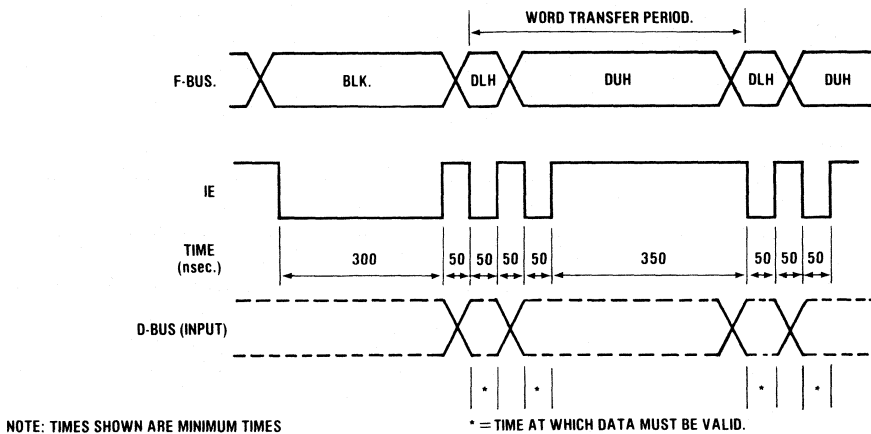 WORD TRANSFER PERIOD.
F-BUS.
BLK.
DLH
DUH
DLH
DUH
IE
TIME
(nsec.)
300
50
50
50
50
350
50
50
50
D-BUS (INPUT)
*
*
*
*
NOTE: TIMES SHOWN ARE MINIMUM TIMES
* = TIME AT WHICH DATA MUST BE VALID.